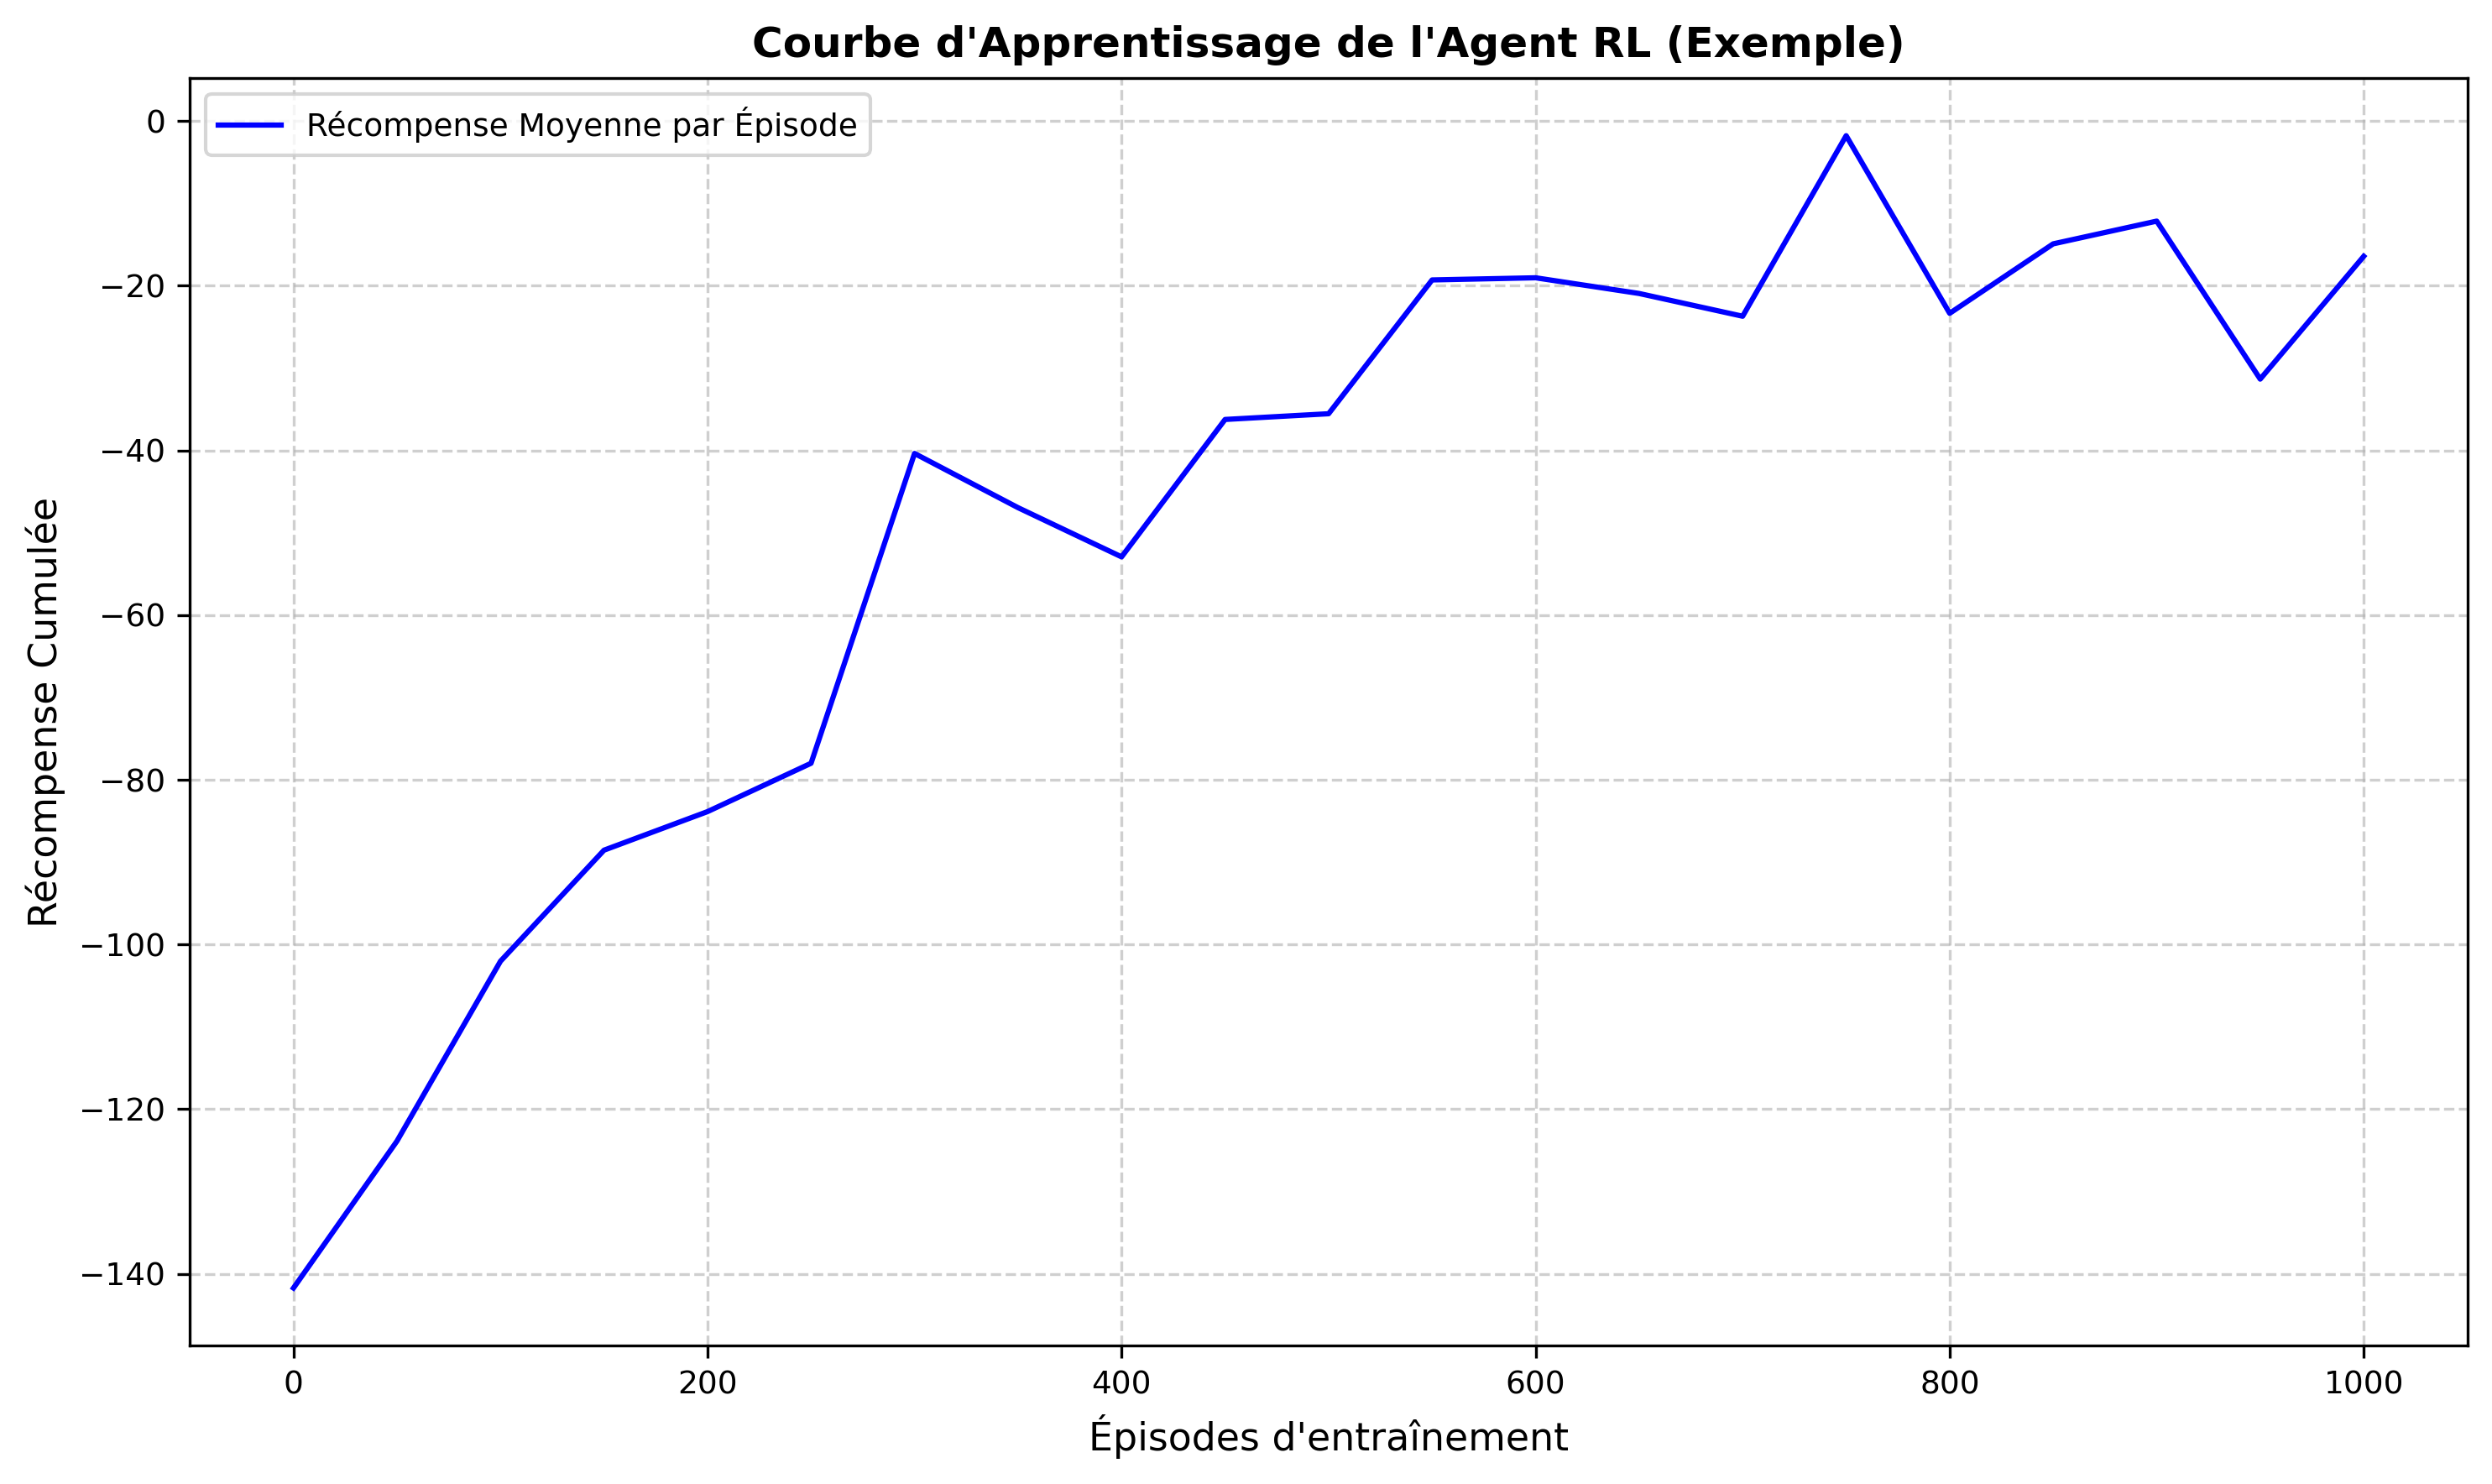 Courbe d'Apprentissage de l'Agent RL (Exemple)
Récompense Moyenne par Épisode
Récompense Cumulée
0
−20
−40
−60
−80
−100
−120
−140
0 200 400 600 800 1000
Épisodes d'entraînement